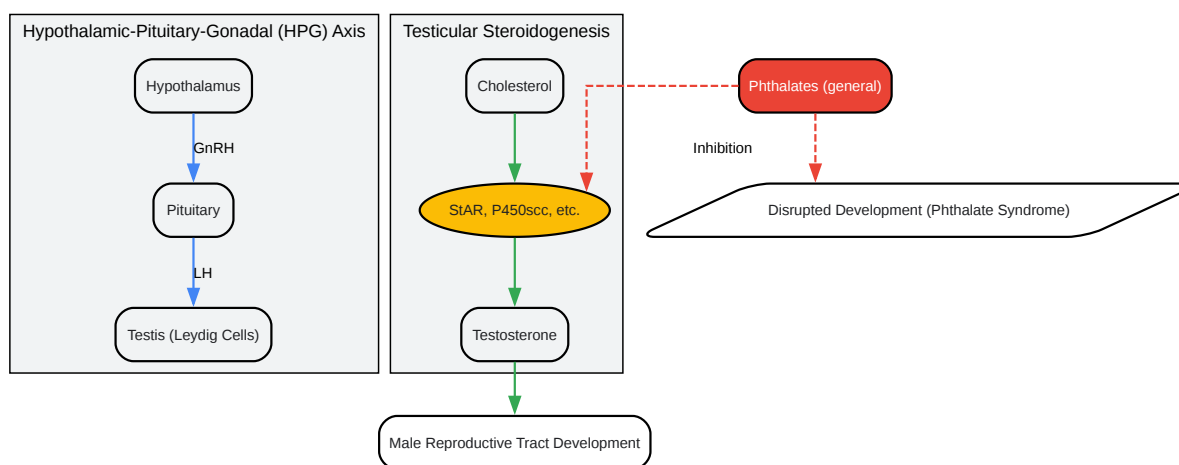 Hypothalamic-Pituitary-Gonadal (HPG) Axis
Hypothalamus
GnRH
Pituitary
LH
Testis (Leydig Cells)
Testicular Steroidogenesis
Cholesterol
StAR, P450scc, etc.
Testosterone
Male Reproductive Tract Development
Phthalates (general)
Inhibition
Disrupted Development (Phthalate Syndrome)